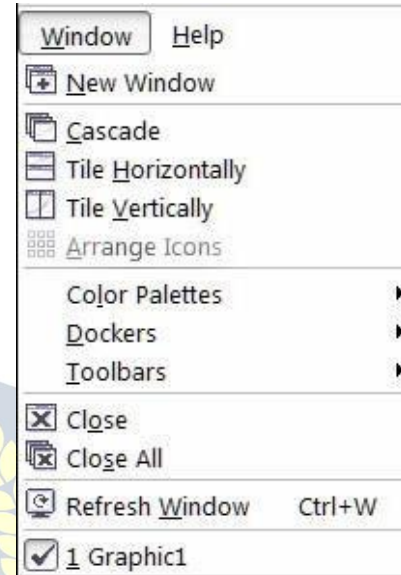 Window Help
New Window
Cascade
Tile Horizontally
Tile Vertically
Arrange Icons
Color Palettes
Dockers
Toolbars
Close
Close All
Refresh Window Ctrl+W
1 Graphic1